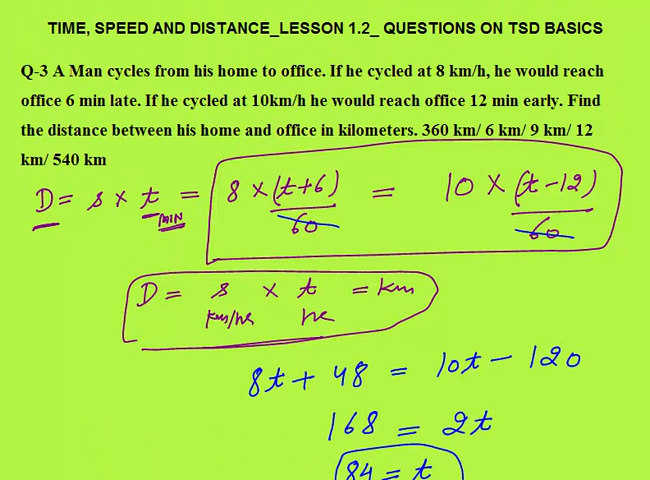 TIME, SPEED AND DISTANCE_LESSON 1.2_ QUESTIONS ON TSD BASICS
Q-3 A Man cycles from his home to office. If he cycled at 8 km/h, he would reach
office 6 min late. If he cycled at 10km/h he would reach office 12 min early. Find
the distance between his home and office in kilometers. 360 km/ 6 km/ 9 km/ 12
km/ 540 km
D = s × t = 8 × (t+6)/60 = 10 × (t-12)/60
MIN
D = s × t = km
km/hr hr
8t + 48 = 10t - 120
168 = 2t
84 = t